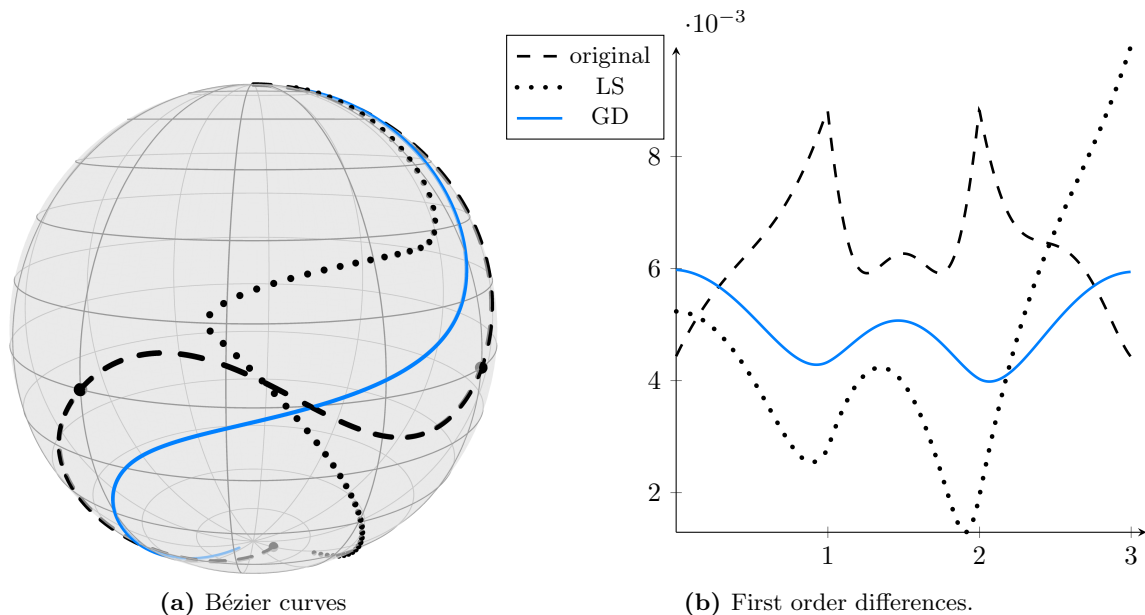 ·10−3
original
LS
GD
8
6
4
2
1 2 3
(a) Bézier curves
(b) First order differences.